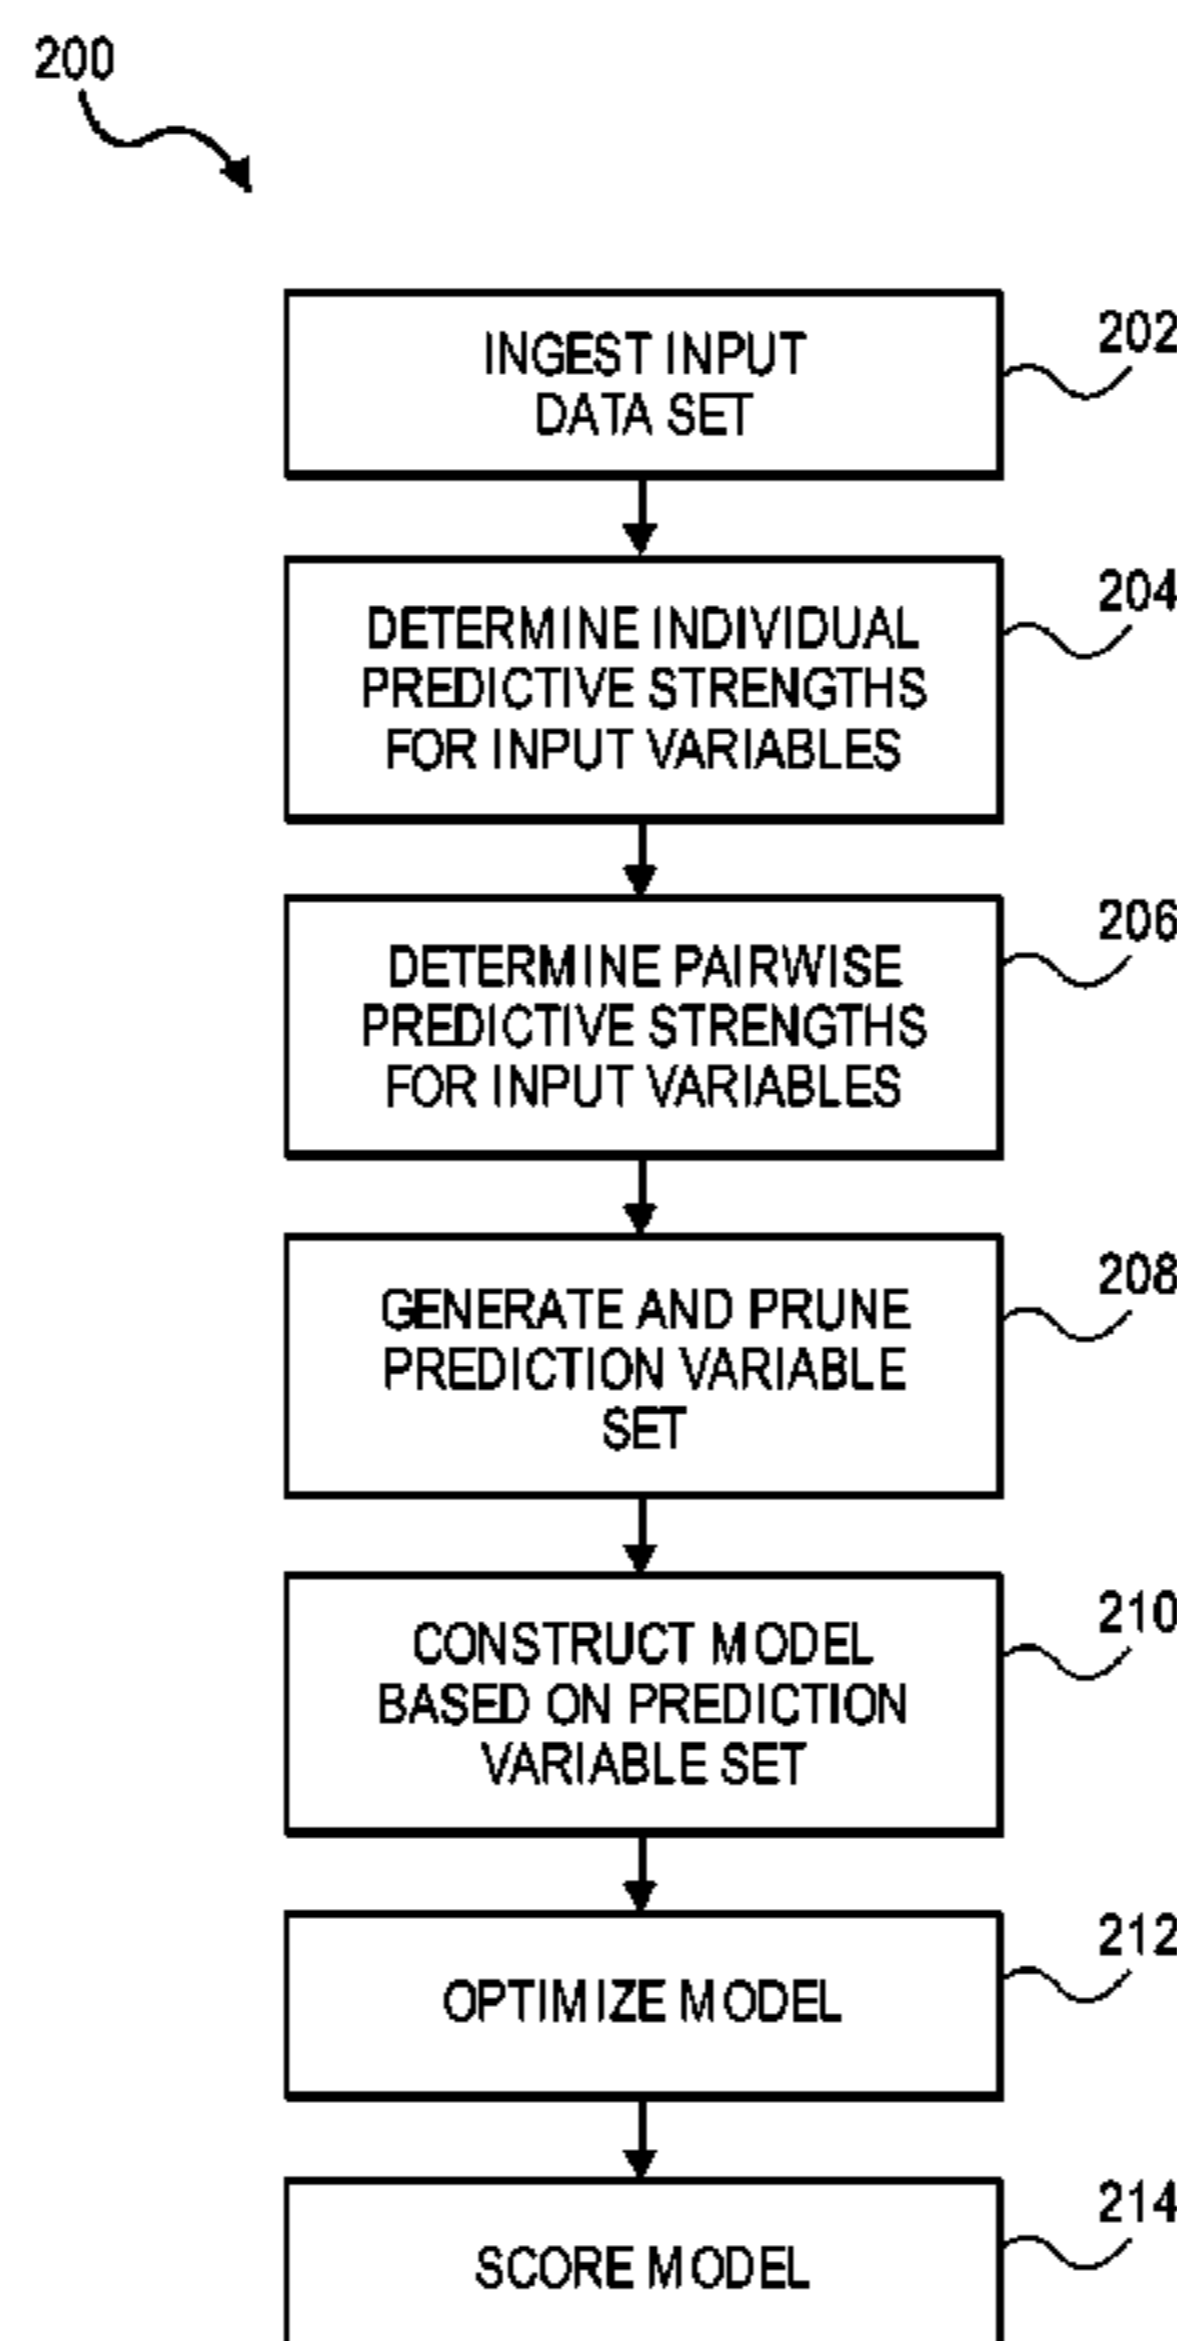 200
INGEST INPUT
DATA SET
202
DETERMINE INDIVIDUAL
PREDICTIVE STRENGTHS
FOR INPUT VARIABLES
204
DETERMINE PAIRWISE
PREDICTIVE STRENGTHS
FOR INPUT VARIABLES
206
GENERATE AND PRUNE
PREDICTION VARIABLE
SET
208
CONSTRUCT MODEL
BASED ON PREDICTION
VARIABLE SET
210
OPTIMIZE MODEL
212
SCORE MODEL
214